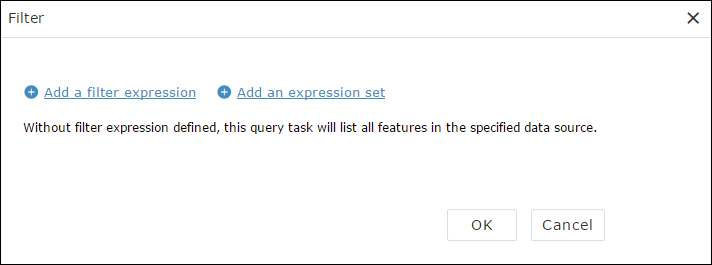 Filter
Add a filter expression Add an expression set
Without filter expression defined, this query task will list all features in the specified data source.
OK Cancel